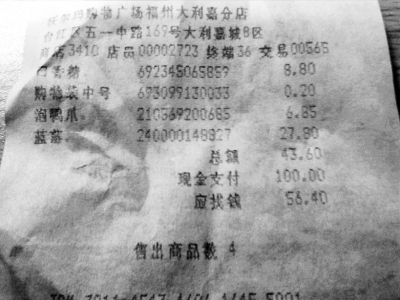 沃尔玛购物广场福州大利嘉分店
台江区五一中路169号大利嘉城B区
商店3410 店员00002723 终端36 交易00565
口香糖 692345065859 8.80
购物袋中号 693099130033 0.20
泡鸭爪。 210369200685 6.85
蓝莓 240000148327 27.80
总额 43.60
现金支付 100.00
应找钱 56.40
售出商品数 4